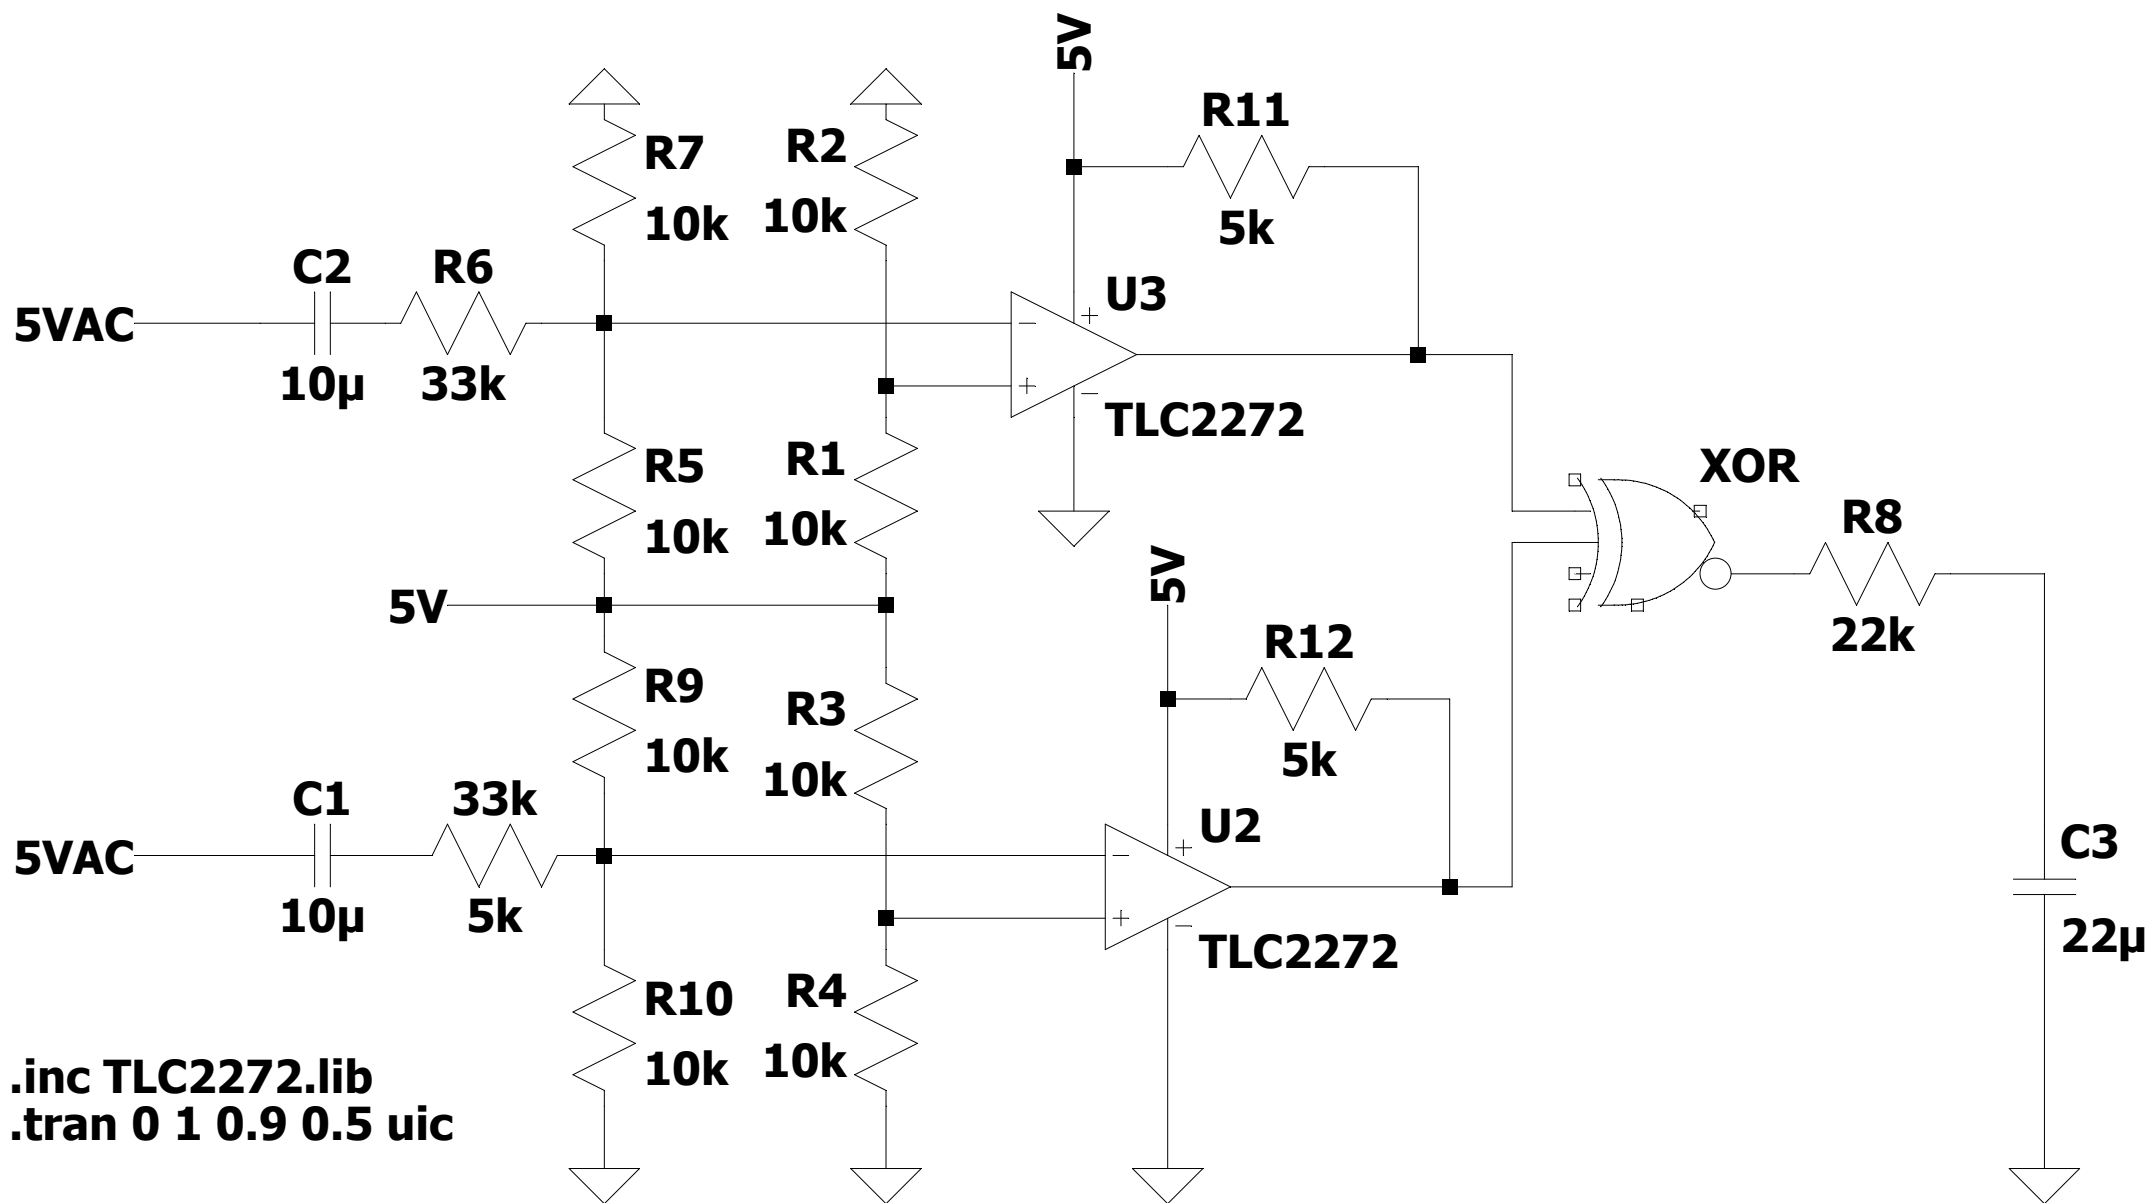 5V
R11
5k
R7
10k
R2
10k
C2
10µ
R6
33k
5VAC
U3
TLC2272
R5
10k
R1
10k
XOR
R8
22k
5V
5V
R12
5k
R9
10k
R3
10k
C1
10µ
33k
5k
5VAC
U2
TLC2272
C3
22µ
R10
10k
R4
10k
.inc TLC2272.lib
.tran 0 1 0.9 0.5 uic